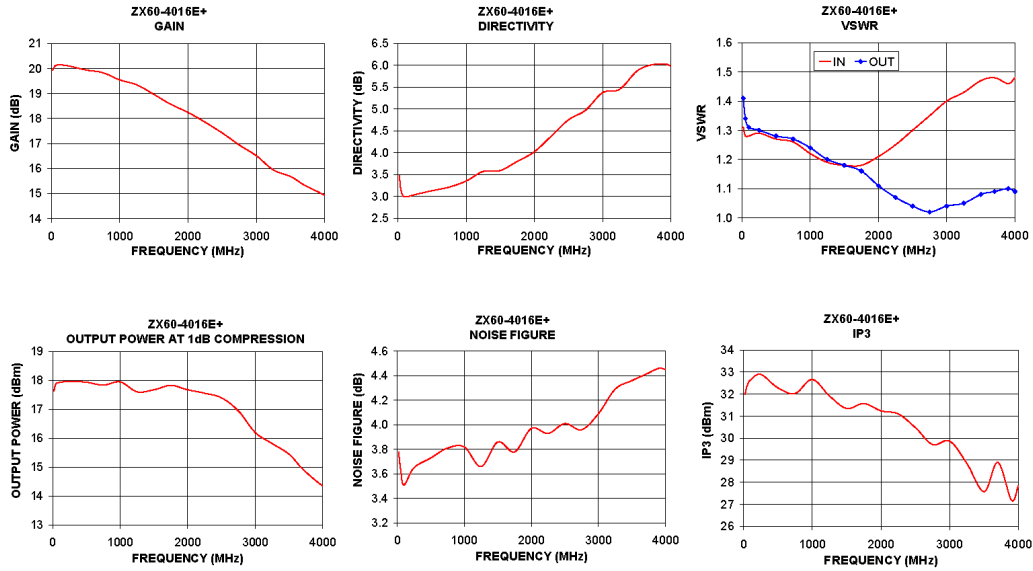 ZX60-4016E+
GAIN
21
20
19
18
17
16
15
14
GAIN (dB)
0 1000 2000 3000 4000
FREQUENCY (MHz)
ZX60-4016E+
DIRECTIVITY
6.5
6.0
5.5
5.0
4.5
4.0
3.5
3.0
2.5
DIRECTIVITY (dB)
0 1000 2000 3000 4000
FREQUENCY (MHz)
ZX60-4016E+
VSWR
IN OUT
1.6
1.5
1.4
1.3
1.2
1.1
1.0
VSWR
0 1000 2000 3000 4000
FREQUENCY (MHz)
ZX60-4016E+
OUTPUT POWER AT 1dB COMPRESSION
19
18
17
16
15
14
13
OUTPUT POWER (dBm)
0 1000 2000 3000 4000
FREQUENCY (MHz)
ZX60-4016E+
NOISE FIGURE
4.6
4.4
4.2
4.0
3.8
3.6
3.4
3.2
NOISE FIGURE (dB)
0 1000 2000 3000 4000
FREQUENCY (MHz)
ZX60-4016E+
IP3
34
33
32
31
30
29
28
27
26
IP3 (dBm)
0 1000 2000 3000 4000
FREQUENCY (MHz)